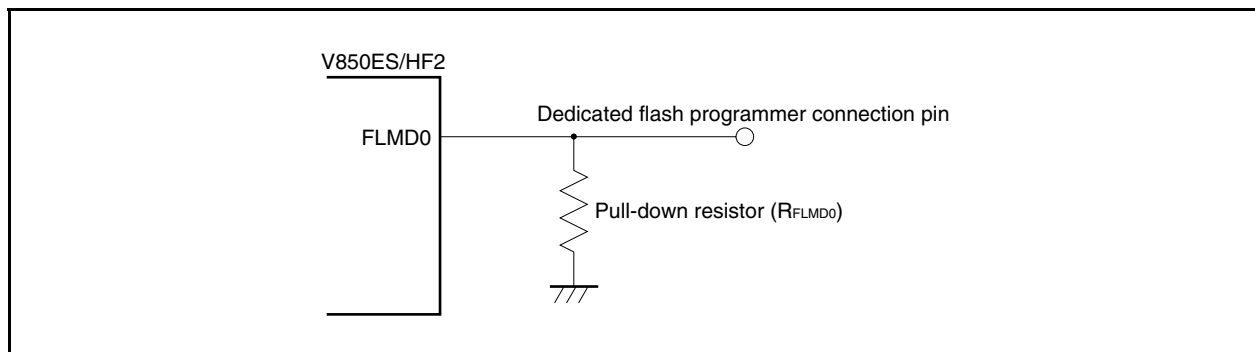 V850ES/HF2
Dedicated flash programmer connection pin
FLMD0
Pull-down resistor (RFLMD0)